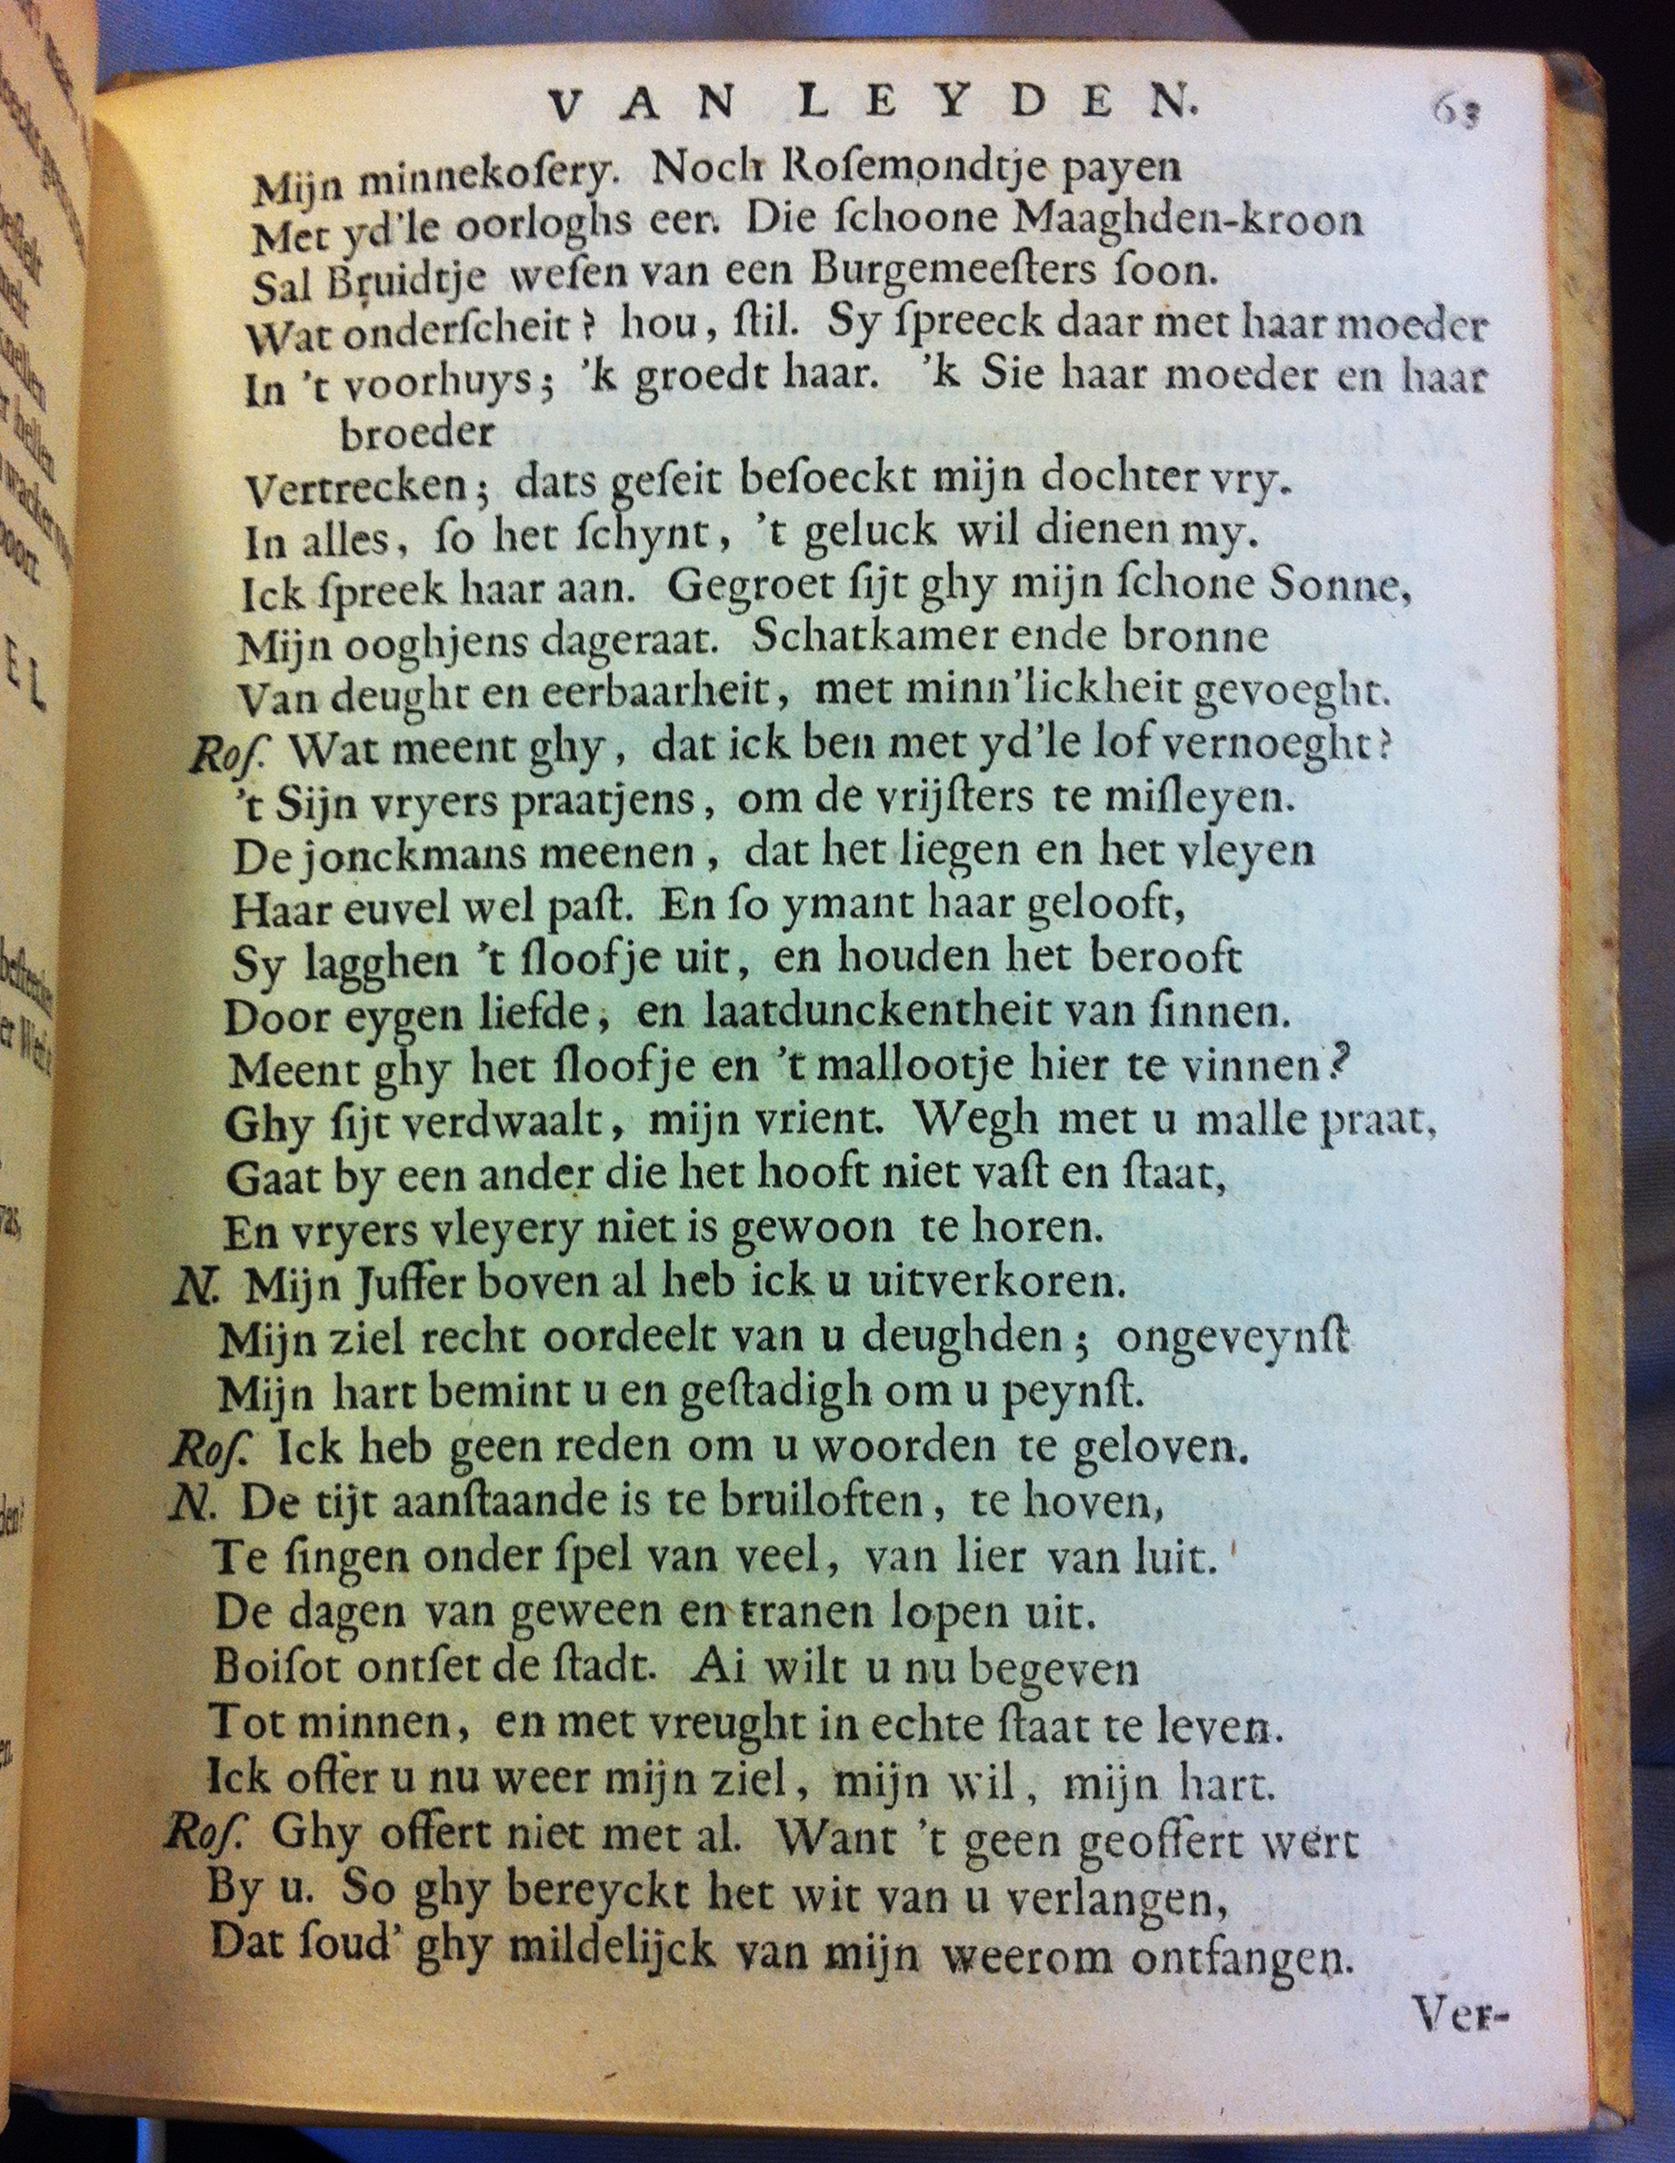 VAN LEYDEN. 63
Mijn minnekoſery. Noch Roſemondtje payen
Met yd'le oorloghs eer. Die ſchoone Maaghden-kroon
Sal Bruidtje weſen van een Burgemeeſters ſoon.
Wat onderſcheit? hou, ſtil. Sy ſpreeck daar met haar moeder
In 't voorhuys; 'k groedt haar. 'k Sie haar moeder en haar
broeder
Vertrecken; dats geſeit beſoeckt mijn dochter vry.
In alles, ſo het ſchynt, 't geluck wil dienen my.
Ick ſpreek haar aan. Gegroet ſijt ghy mijn ſchone Sonne,
Mijn ooghjens dageraat. Schatkamer ende bronne
Van deught en eerbaarheit, met minn'lickheit gevoeght.
Roſ. Wat meent ghy, dat ick ben met yd'le lof vernoeght?
't Sijn vryers praatjens, om de vrijſters te miſleyen.
De jonckmans meenen, dat het liegen en het vleyen
Haar euvel wel paſt. En ſo ymant haar gelooft,
Sy lagghen 't ſloofje uit, en houden het berooft
Door eygen liefde, en laatdunckentheit van ſinnen.
Meent ghy het ſloofje en 't mallootje hier te vinnen?
Ghy ſijt verdwaalt, mijn vrient. Wegh met u malle praat,
Gaat by een ander die het hooft niet vaſt en ſtaat,
En vryers vleyery niet is gewoon te horen.
N. Mijn Juffer boven al heb ick u uitverkoren.
Mijn ziel recht oordeelt van u deughden; ongeveynſt
Mijn hart bemint u en geſtadigh om u peynſt.
Roſ. Ick heb geen reden om u woorden te geloven.
N. De tijt aanſtaande is te bruiloften, te hoven,
Te ſingen onder ſpel van veel, van lier van luit.
De dagen van geween en tranen lopen uit.
Boiſot ontſet de ſtadt. Ai wilt u nu begeven
Tot minnen, en met vreught in echte ſtaat te leven.
Ick offer u nu weer mijn ziel, mijn wil, mijn hart.
Roſ. Ghy offert niet met al. Want 't geen geoffert wert
By u. So ghy bereyckt het wit van u verlangen,
Dat ſoud' ghy mildelijck van mijn weerom ontfangen.
Ver-